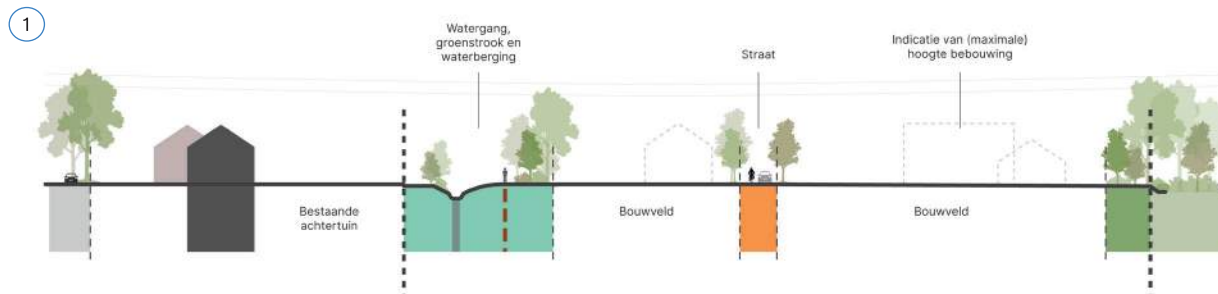 1
Watergang,
groenstrook en
waterberging
Straat
Indicatie van (maximale)
hoogte bebouwing
Bestaande
achtertuin
Bouwveld
Bouwveld